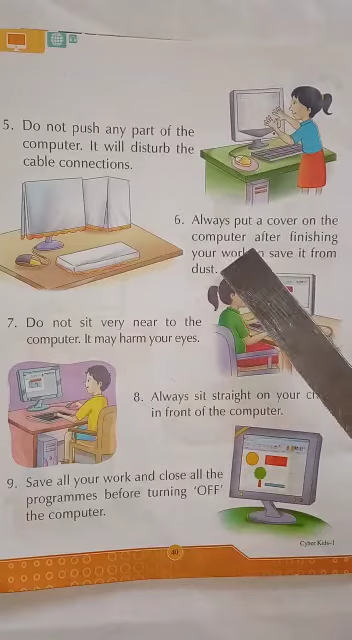 5. Do not push any part of the
computer. It will disturb the
cable connections.
6. Always put a cover on the
computer after finishing
your save it from
dust.
7. Do not sit very near to the
computer. It may harm your eyes.
8. Always sit straight on your
in front of the computer.
9. Save all your work and close all the
programmes before turning ‘OFF’
the computer.
Cyber Kids-1
40